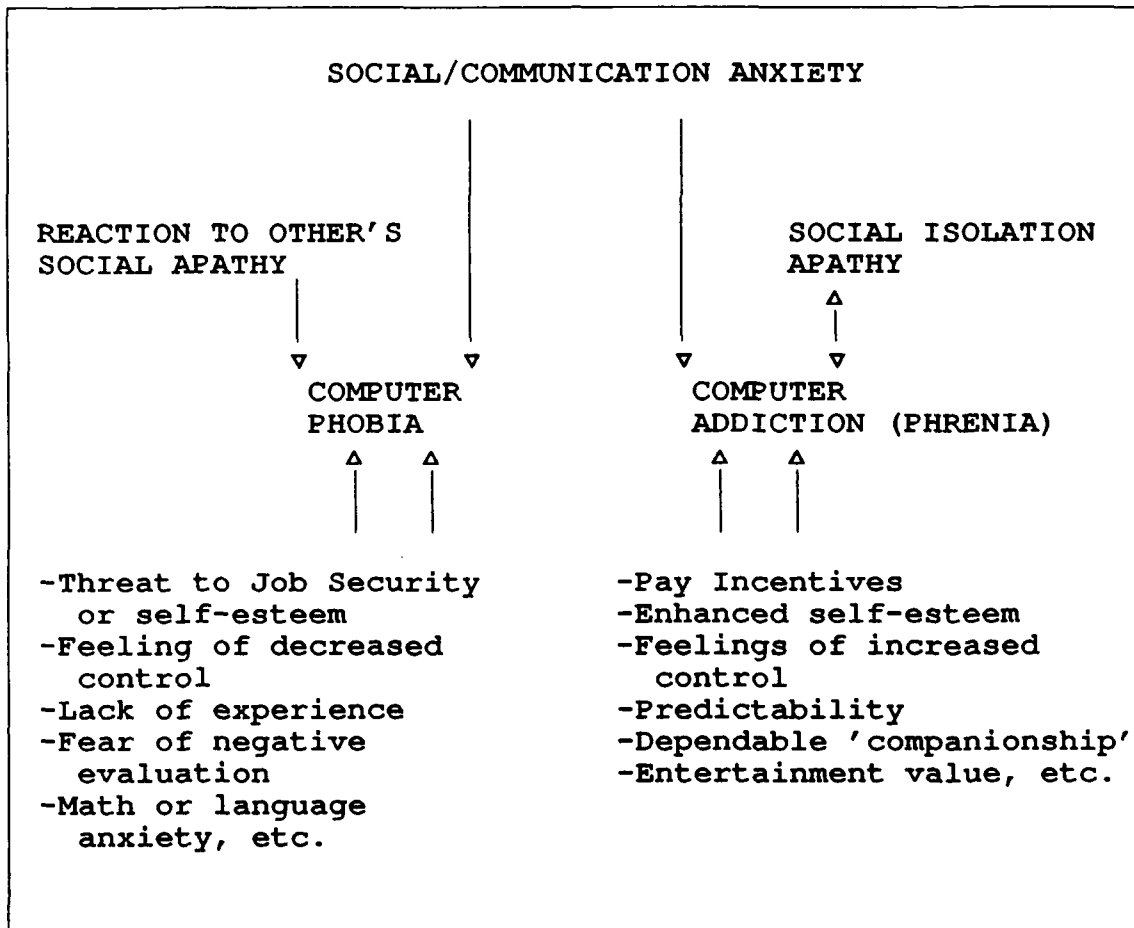 SOCIAL/COMMUNICATION ANXIETY
REACTION TO OTHER'S
SOCIAL APATHY
SOCIAL ISOLATION
APATHY
COMPUTER
PHOBIA
COMPUTER
ADDICTION (PHRENIA)
-Threat to Job Security
or self-esteem
-Feeling of decreased
control
-Lack of experience
-Fear of negative
evaluation
-Math or language
anxiety, etc.
-Pay Incentives
-Enhanced self-esteem
-Feelings of increased
control
-Predictability
-Dependable 'companionship'
-Entertainment value, etc.